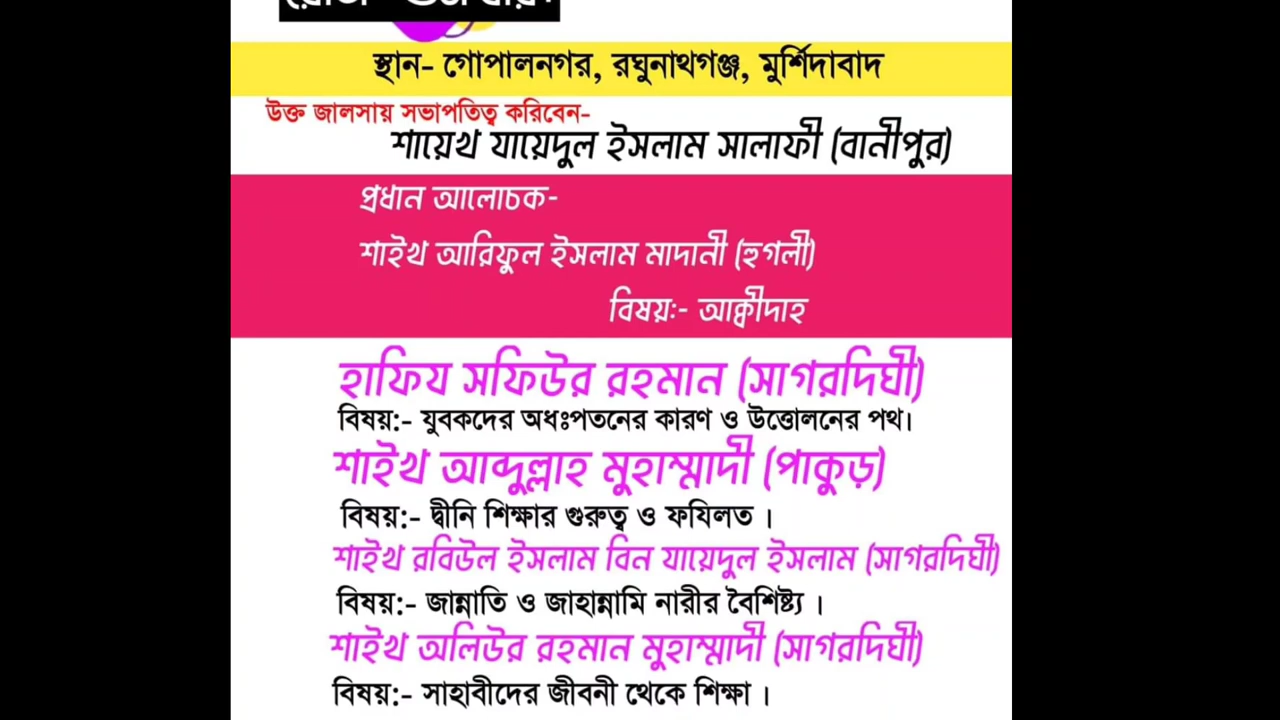 স্থান- গোপালনগর, রঘুনাথগঞ্জ, মুর্শিদাবাদ
উক্ত জালসায় সভাপতিত্ব করিবেন-
শায়েখ যায়েদুল ইসলাম সালাফী (বানীপুর)
প্রধান আলোচক-
শাইখ আরিফুল ইসলাম মাদানী (হুগলী)
বিষয়ঃ- আক্বীদাহ
হাফিয সফিউর রহমান (সাগরদিঘী)
বিষয়:- যুবকদের অধঃপতনের কারণ ও উত্তোলনের পথ।
শাইখ আব্দুল্লাহ মুহাম্মাদী (পাকুড়)
বিষয়:- দ্বীনি শিক্ষার গুরুত্ব ও ফযিলত ।
শাইখ রবিউল ইসলাম বিন যায়েদুল ইসলাম (সাগরদিঘী)
বিষয়:- জান্নাতি ও জাহান্নামি নারীর বৈশিষ্ট্য ।
শাইখ অলিউর রহমান মুহাম্মাদী (সাগরদিঘী)
বিষয়:- সাহাবীদের জীবনী থেকে শিক্ষা ।